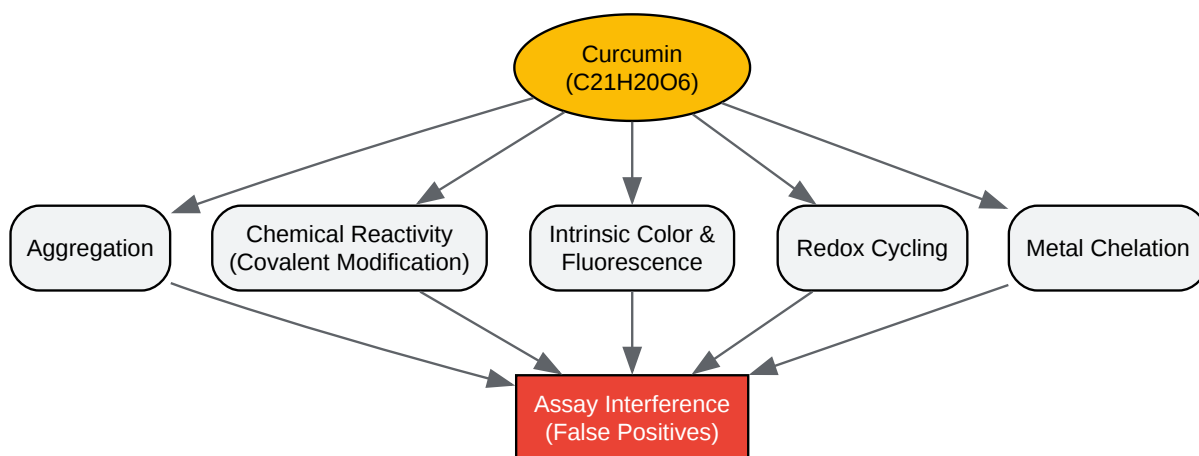 Curcumin
(C21H20O6)
Aggregation
Chemical Reactivity
(Covalent Modification)
Intrinsic Color &
Fluorescence
Redox Cycling
Metal Chelation
Assay Interference
(False Positives)